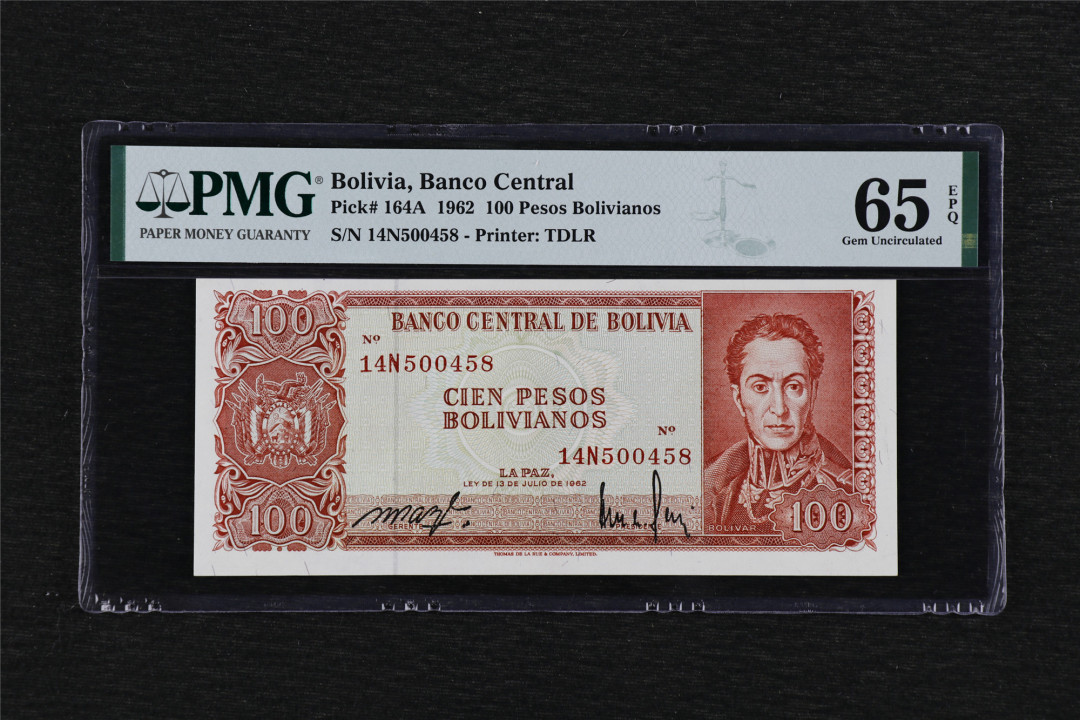 PMG®
PAPER MONEY GUARANTY
Bolivia, Banco Central
Pick# 164A 1962 100 Pesos Bolivianos
S/N 14N500458 - Printer: TDLR
65
EPQ
Gem Uncirculated
100
BANCO CENTRAL DE BOLIVIA
Nº
14N500458
CIEN PESOS
BOLIVIANOS
Nº
14N500458
LA PAZ,
LEY DE 13 DE JULIO DE 1962
100
GERENTE
BOLIVAR
100
THOMAS DE LA RUE & COMPANY, LIMITED.